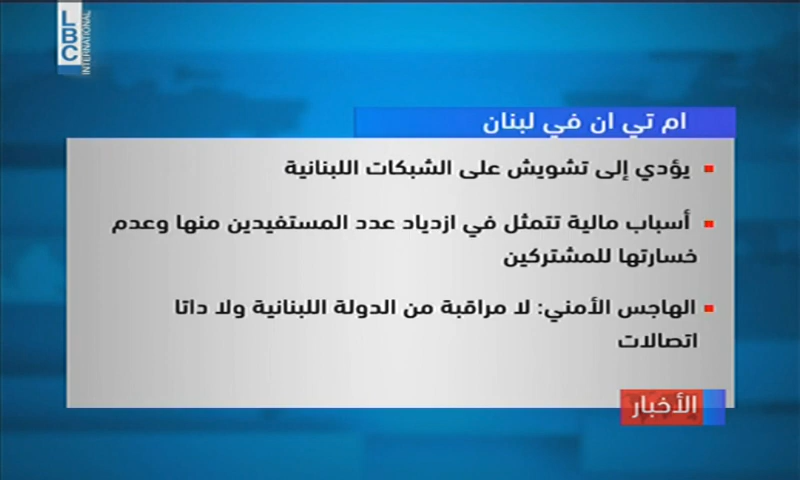 LBC
INTERNATIONAL
ام تي ان في لبنان
يؤدي إلى تشويش على الشبكات اللبنانية
أسباب مالية تتمثل في ازدياد عدد المستفيدين منها وعدم
خسارتها للمشتركين
الهاجس الأمني: لا مراقبة من الدولة اللبنانية ولا داتا
اتصالات
الأخبار